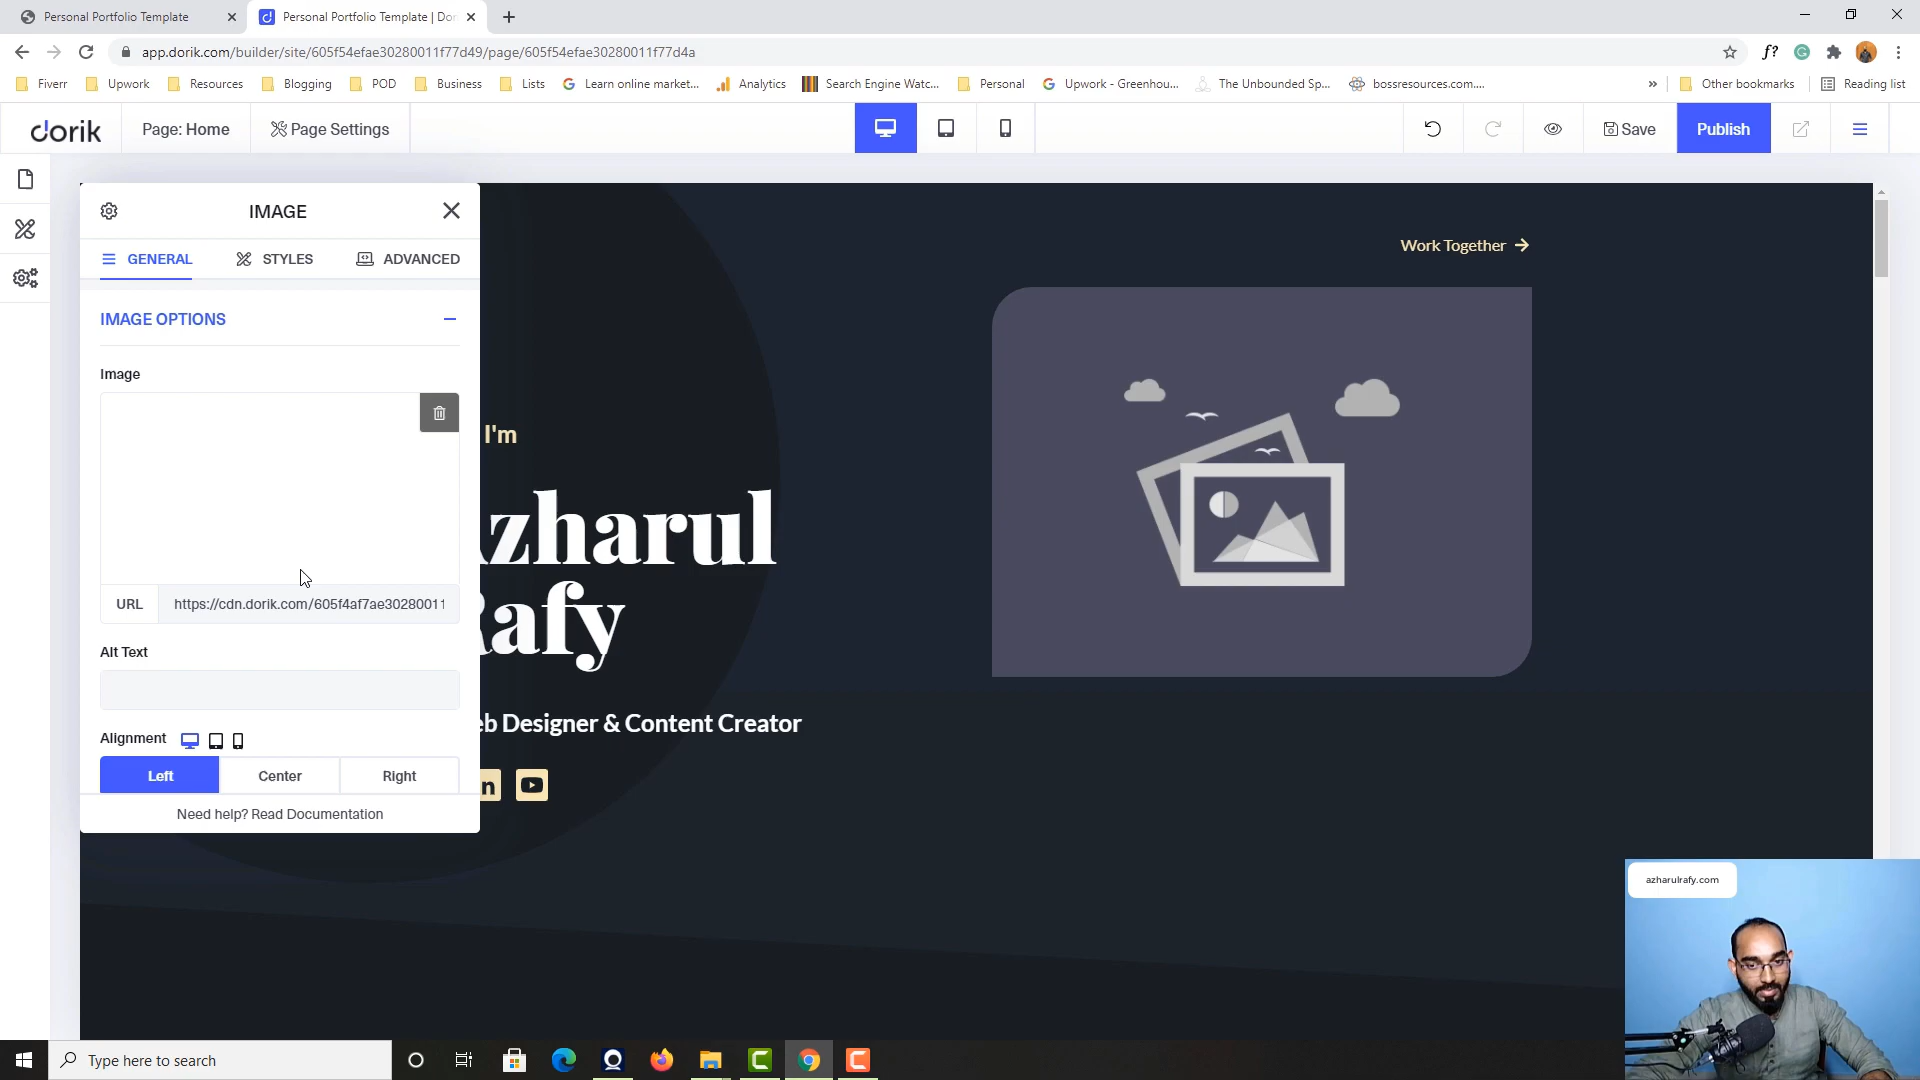 Personal Portfolio Template
Personal Portfolio Template | Dor
app.dorik.com/builder/site/605f54efae30280011f77d49/page/605f54efae30280011f77d4a
Fiverr Upwork Resources Blogging POD Business Lists Learn online market... Analytics Search Engine Watc... Personal Upwork - Greenhou... The Unbounded Sp... bossresources.com.... » Other bookmarks Reading list
dorik Page: Home Page Settings Save Publish
IMAGE
GENERAL STYLES ADVANCED
IMAGE OPTIONS
Image
URL https://cdn.dorik.com/605f4af7ae30280011
Alt Text
Alignment
Left Center Right
Need help? Read Documentation
Work Together →
I'm
zharul
afy
eb Designer & Content Creator
azharulrafy.com
Type here to search